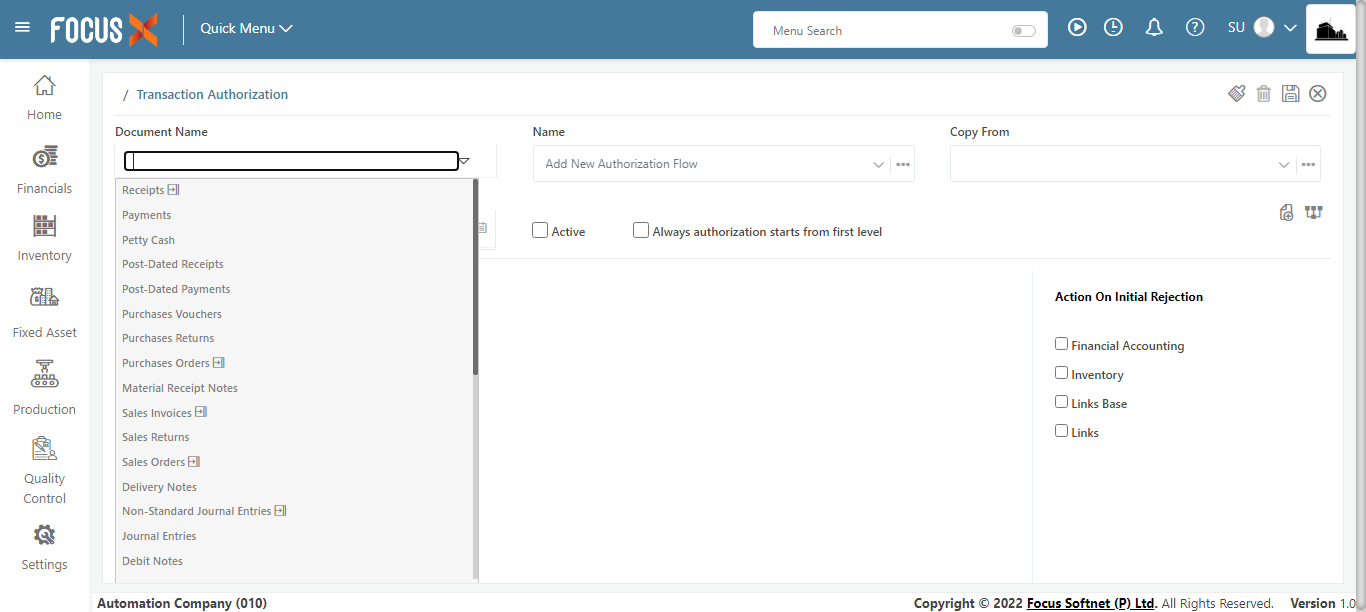 FOCUS X
Quick Menu
Menu Search
SU
Home
Financials
Inventory
Fixed Asset
Production
Quality
Control
Settings
/ Transaction Authorization
Document Name
Receipts
Payments
Petty Cash
Post-Dated Receipts
Post-Dated Payments
Purchases Vouchers
Purchases Returns
Purchases Orders
Material Receipt Notes
Sales Invoices
Sales Returns
Sales Orders
Delivery Notes
Non-Standard Journal Entries
Journal Entries
Debit Notes
Name
Add New Authorization Flow
Copy From
Active
Always authorization starts from first level
Action On Initial Rejection
Financial Accounting
Inventory
Links Base
Links
Automation Company (010)
Copyright © 2022 Focus Softnet (P) Ltd. All Rights Reserved. Version 1.0